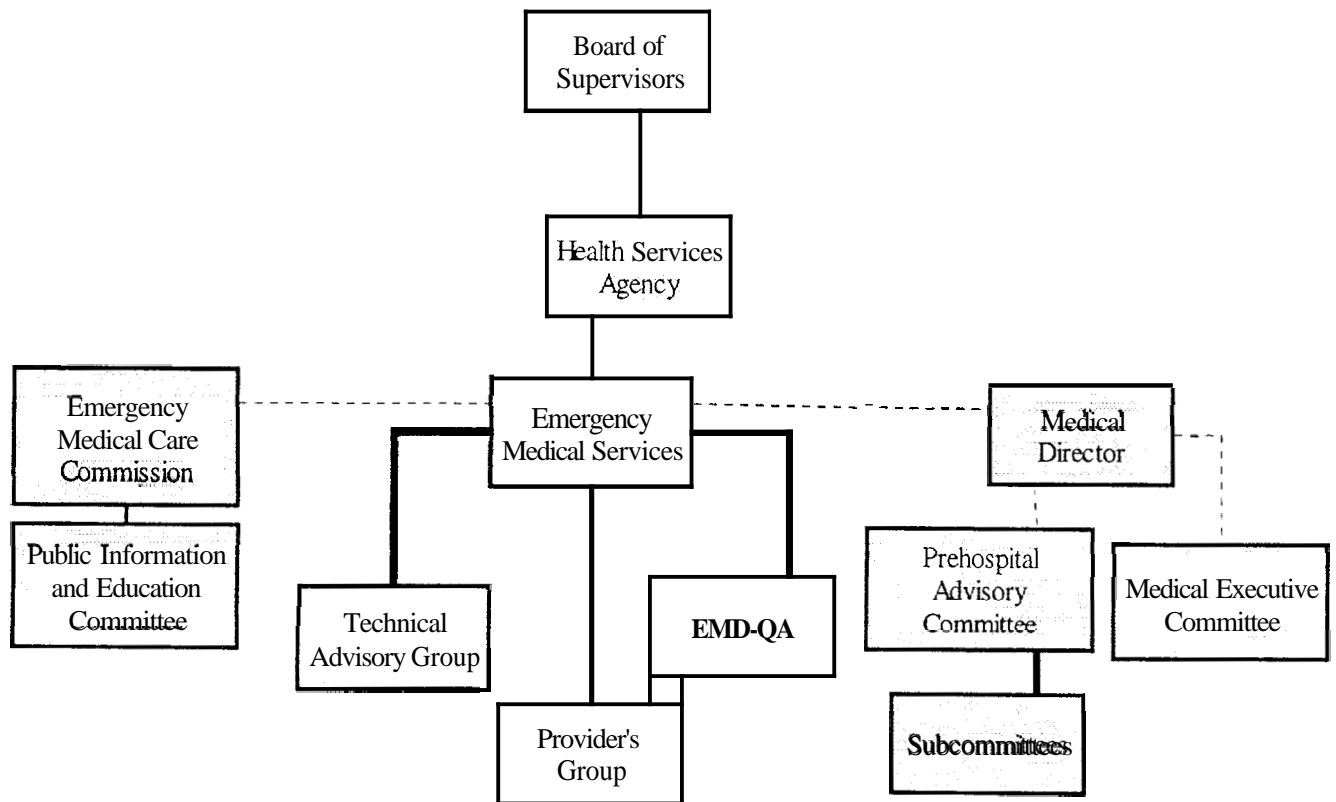 Board of
Supervisors
Health Services
Agency
Emergency
Medical Care
Commission
Emergency
Medical Services
Medical
Director
Public Information
and Education
Committee
Technical
Advisory Group
EMD-QA
Prehospital
Advisory
Committee
Medical Executive
Committee
Provider's
Group
Subcommittees